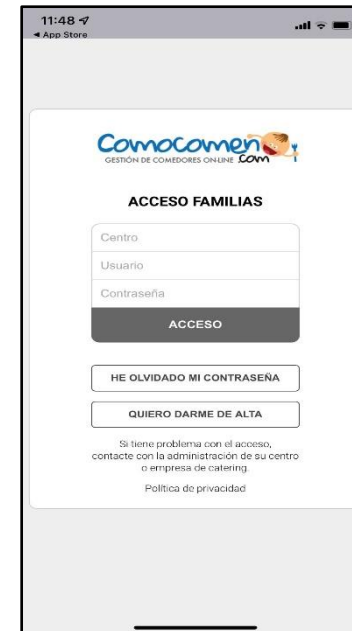 11:48
◄ App Store
Comocomen
GESTIÓN DE COMEDORES ONLINE .com
ACCESO FAMILIAS
Centro
Usuario
Contraseña
ACCESO
HE OLVIDADO MI CONTRASEÑA
QUIERO DARME DE ALTA
Si tiene problema con el acceso,
contacte con la administración de su centro
o empresa de catering.
Política de privacidad